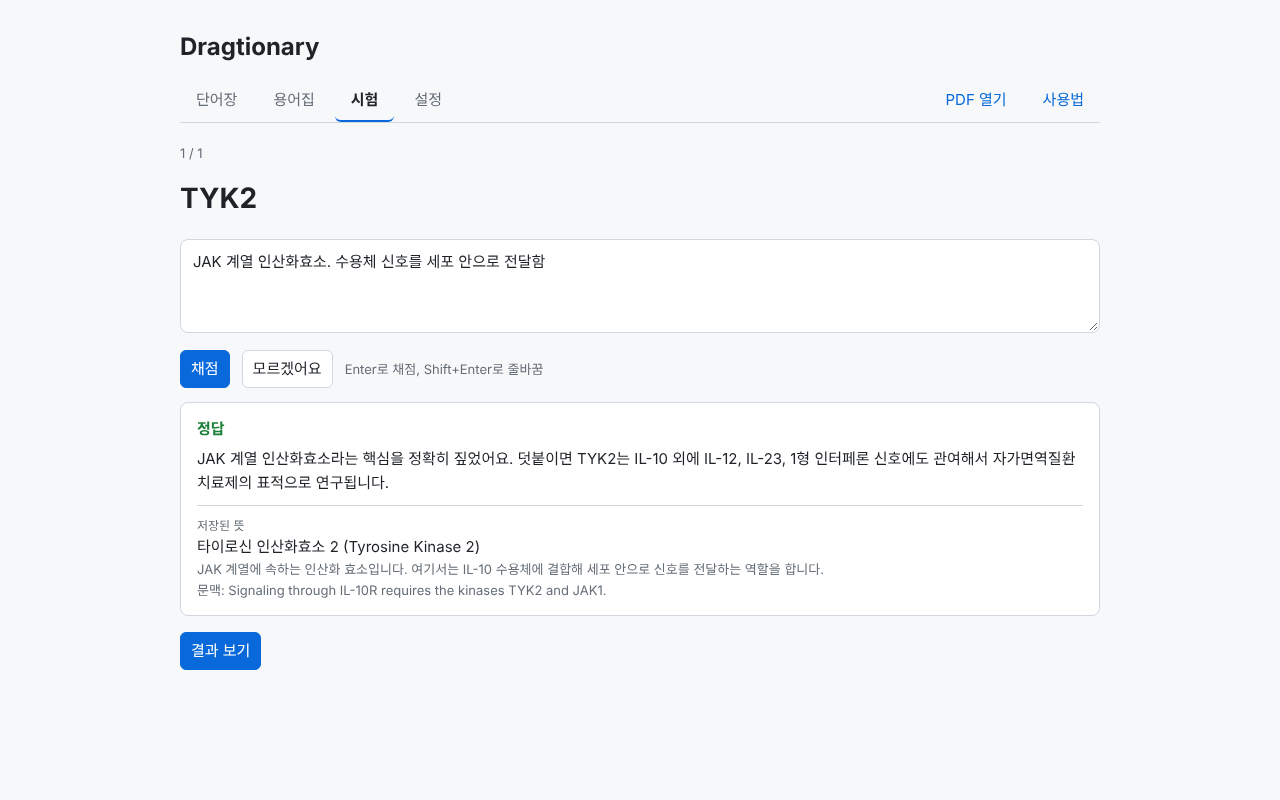 Dragtionary
단어장 용어집 시험 설정 PDF 열기 사용법
1 / 1
TYK2
JAK 계열 인산화효소. 수용체 신호를 세포 안으로 전달함
채점 모르겠어요 Enter로 채점, Shift+Enter로 줄바꿈
정답
JAK 계열 인산화효소라는 핵심을 정확히 짚었어요. 덧붙이면 TYK2는 IL-10 외에 IL-12, IL-23, 1형 인터페론 신호에도 관여해서 자가면역질환
치료제의 표적으로 연구됩니다.
저장된 뜻
타이로신 인산화효소 2 (Tyrosine Kinase 2)
JAK 계열에 속하는 인산화 효소입니다. 여기서는 IL-10 수용체에 결합해 세포 안으로 신호를 전달하는 역할을 합니다.
문맥: Signaling through IL-10R requires the kinases TYK2 and JAK1.
결과 보기